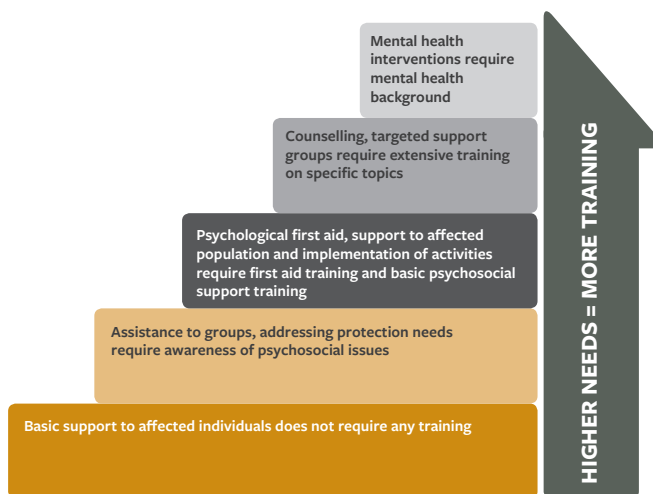 Mental health
interventions require
mental health
background
Counselling, targeted support
groups require extensive training
on specific topics
Psychological first aid, support to affected
population and implementation of activities
require first aid training and basic psychosocial
support training
Assistance to groups, addressing protection needs
require awareness of psychosocial issues
Basic support to affected individuals does not require any training
HIGHER NEEDS = MORE TRAINING